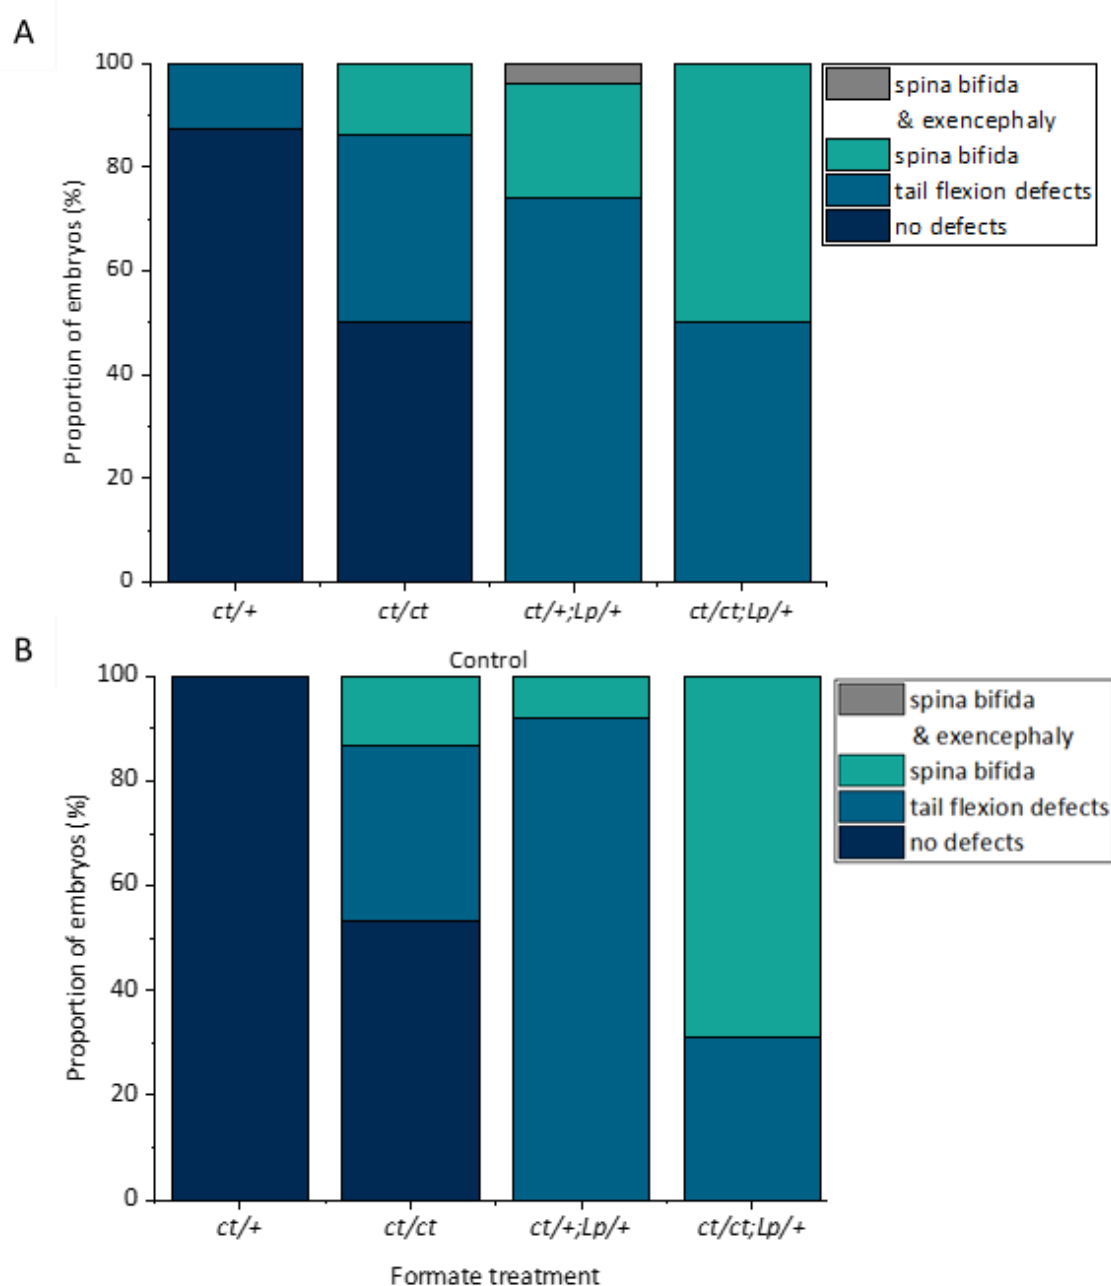 A
100
80
60
40
20
0
Proportion of embryos (%)
ct/+
ct/ct
ct/+;Lp/+
ct/ct;Lp/+
Control
spina bifida
& exencephaly
spina bifida
tail flexion defects
no defects
B
100
80
60
40
20
0
Proportion of embryos (%)
ct/+
ct/ct
ct/+;Lp/+
ct/ct;Lp/+
Formate treatment
spina bifida
& exencephaly
spina bifida
tail flexion defects
no defects